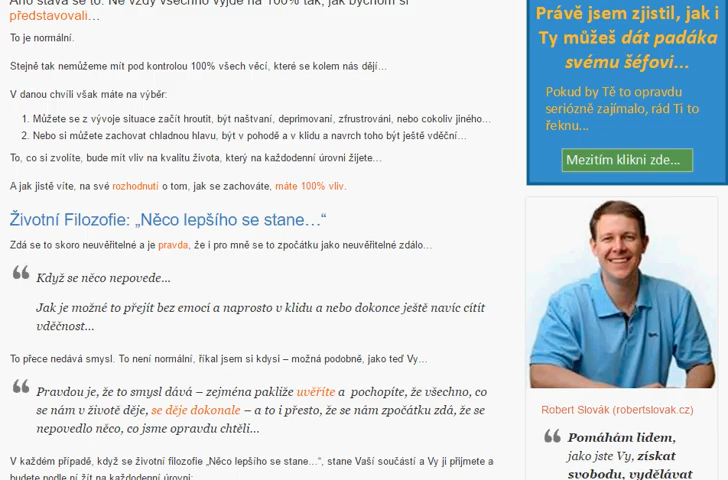 Ano stává se to. Ne vždy všechno vyjde na 100% tak, jak bychom si
představovali…
To je normální.
Stejně tak nemůžeme mít pod kontrolou 100% všech věcí, které se kolem nás dějí…
V danou chvíli však máte na výběr:
1. Můžete se z vývoje situace začít hroutit, být naštvaní, deprimovaní, zfrustrováni, nebo cokoliv jiného…
2. Nebo si můžete zachovat chladnou hlavu, být v pohodě a v klidu a navrch toho být ještě vděční…
To, co si zvolíte, bude mít vliv na kvalitu života, který na každodenní úrovni žijete…
A jak jistě víte, na své rozhodnutí o tom, jak se zachováte, máte 100% vliv.
Životní Filozofie: „Něco lepšího se stane…“
Zdá se to skoro neuvěřitelné a je pravda, že i pro mně se to zpočátku jako neuvěřitelné zdálo…
Když se něco nepovede…
Jak je možné to přejít bez emocí a naprosto v klidu a nebo dokonce ještě navíc cítit
vděčnost…
To přece nedává smysl. To není normální, říkal jsem si kdysi – možná podobně, jako teď Vy…
Pravdou je, že to smysl dává – zejména pakliže uvěříte a pochopíte, že všechno, co
se nám v životě děje, se děje dokonale – a to i přesto, že se nám zpočátku zdá, že se
nepovedlo něco, co jsme opravdu chtěli…
V každém případě, když se životní filozofie „Něco lepšího se stane…“, stane Vaší součástí a Vy ji přijmete a
budete podle ní žít na každodenní úrovni:
Právě jsem zjistil, jak i
Ty můžeš dát padáka
svému šéfovi...
Pokud by Tě to opravdu
seriózně zajímalo, rád Ti to
řeknu...
Mezitím klikni zde...
Robert Slovák (robertslovak.cz)
Pomáhám lidem,
jako jste Vy, získat
svobodu, vydělávat